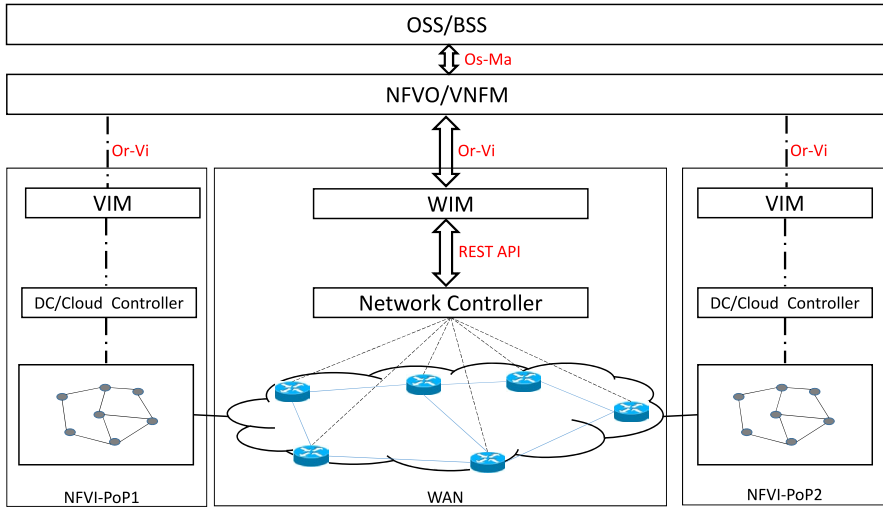 OSS/BSS
Os-Ma
NFVO/VNFM
Or-Vi
Or-Vi
Or-Vi
VIM
WIM
VIM
REST API
DC/Cloud Controller
Network Controller
DC/Cloud Controller
NFVI-PoP1
WAN
NFVI-PoP2